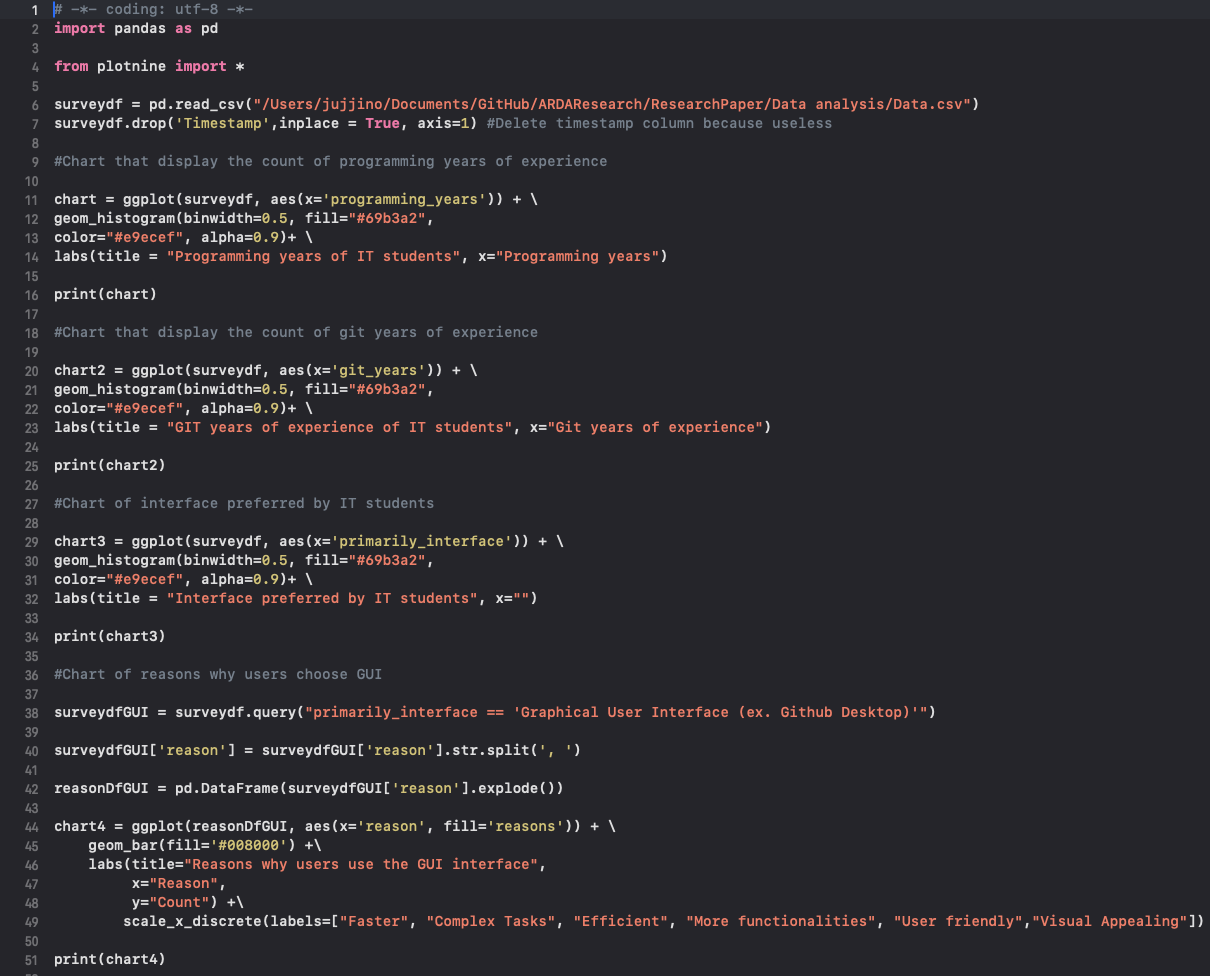 1 # -*- coding: utf-8 -*-
2 import pandas as pd
3
4 from plotnine import *
5
6 surveydf = pd.read_csv("/Users/jujjino/Documents/GitHub/ARDAResearch/ResearchPaper/Data analysis/Data.csv")
7 surveydf.drop('Timestamp',inplace = True, axis=1) #Delete timestamp column because useless
8
9 #Chart that display the count of programming years of experience
10
11 chart = ggplot(surveydf, aes(x='programming_years')) + \
12 geom_histogram(binwidth=0.5, fill="#69b3a2",
13 color="#e9ecef", alpha=0.9)+ \
14 labs(title = "Programming years of IT students", x="Programming years")
15
16 print(chart)
17
18 #Chart that display the count of git years of experience
19
20 chart2 = ggplot(surveydf, aes(x='git_years')) + \
21 geom_histogram(binwidth=0.5, fill="#69b3a2",
22 color="#e9ecef", alpha=0.9)+ \
23 labs(title = "GIT years of experience of IT students", x="Git years of experience")
24
25 print(chart2)
26
27 #Chart of interface preferred by IT students
28
29 chart3 = ggplot(surveydf, aes(x='primarily_interface')) + \
30 geom_histogram(binwidth=0.5, fill="#69b3a2",
31 color="#e9ecef", alpha=0.9)+ \
32 labs(title = "Interface preferred by IT students", x="")
33
34 print(chart3)
35
36 #Chart of reasons why users choose GUI
37
38 surveydfGUI = surveydf.query("primarily_interface == 'Graphical User Interface (ex. Github Desktop)'")
39
40 surveydfGUI['reason'] = surveydfGUI['reason'].str.split(', ')
41
42 reasonDfGUI = pd.DataFrame(surveydfGUI['reason'].explode())
43
44 chart4 = ggplot(reasonDfGUI, aes(x='reason', fill='reasons')) + \
45     geom_bar(fill='#008000') +\
46     labs(title="Reasons why users use the GUI interface",
47          x="Reason",
48          y="Count") +\
49         scale_x_discrete(labels=["Faster", "Complex Tasks", "Efficient", "More functionalities", "User friendly","Visual Appealing"])
50
51 print(chart4)